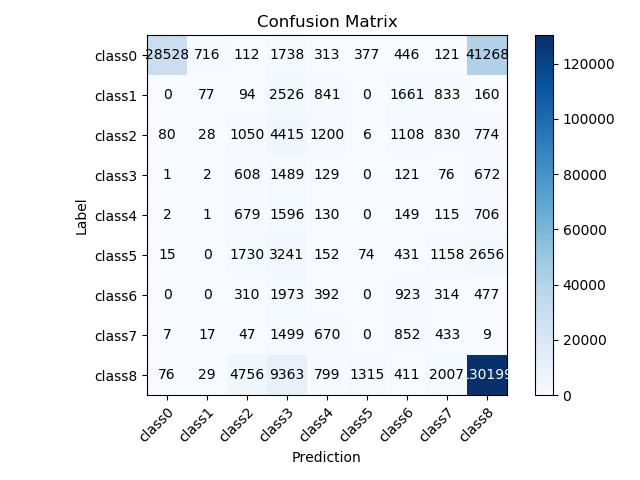 Confusion Matrix
class0 28528 716 112 1738 313 377 446 121 41268
class1 0 77 94 2526 841 0 1661 833 160
class2 80 28 1050 4415 1200 6 1108 830 774
class3 1 2 608 1489 129 0 121 76 672
class4 2 1 679 1596 130 0 149 115 706
class5 15 0 1730 3241 152 74 431 1158 2656
class6 0 0 310 1973 392 0 923 314 477
class7 7 17 47 1499 670 0 852 433 9
class8 76 29 4756 9363 799 1315 411 2007 130199
class0 class1 class2 class3 class4 class5 class6 class7 class8
Prediction
Label
120000
100000
80000
60000
40000
20000
0